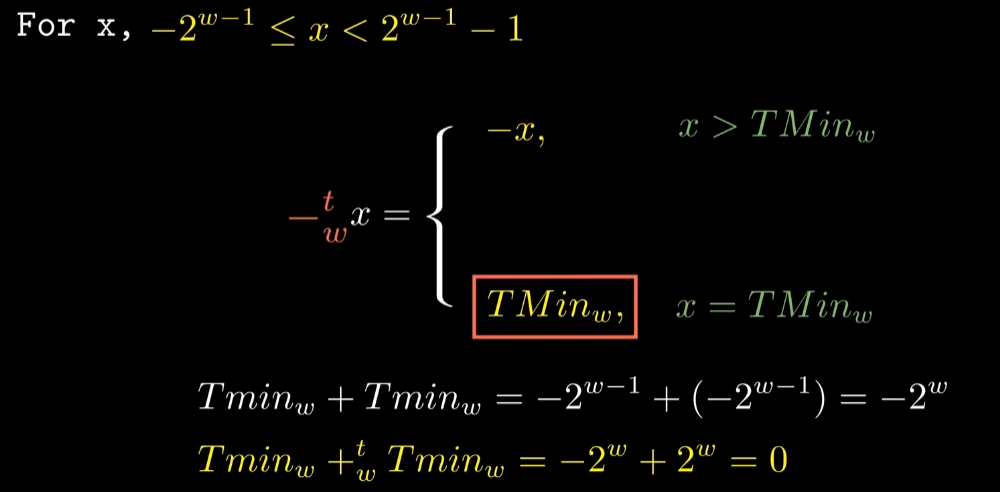 For x, $-2^{w-1} \leq x < 2^{w-1} - 1$
$-x,$ $x > TMin_w$
$-^t_w x =$
$TMin_w,$ $x = TMin_w$
$Tmin_w + Tmin_w = -2^{w-1} + (-2^{w-1}) = -2^w$
$Tmin_w +^t_w Tmin_w = -2^w + 2^w = 0$